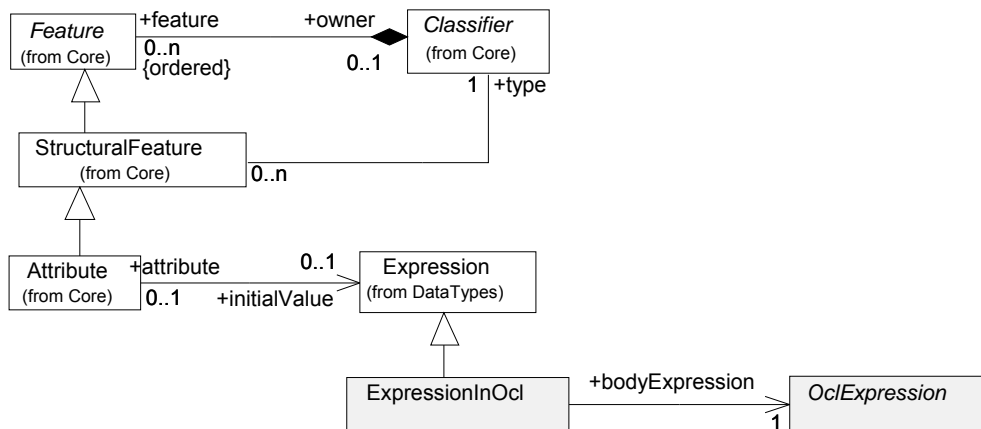 Feature
(from Core)
+feature
0..n
{ordered}
+owner
0..1
Classifier
(from Core)
1
+type
StructuralFeature
(from Core)
0..n
Attribute
(from Core)
+attribute
0..1
0..1
+initialValue
Expression
(from DataTypes)
ExpressionInOcl
+bodyExpression
1
OclExpression